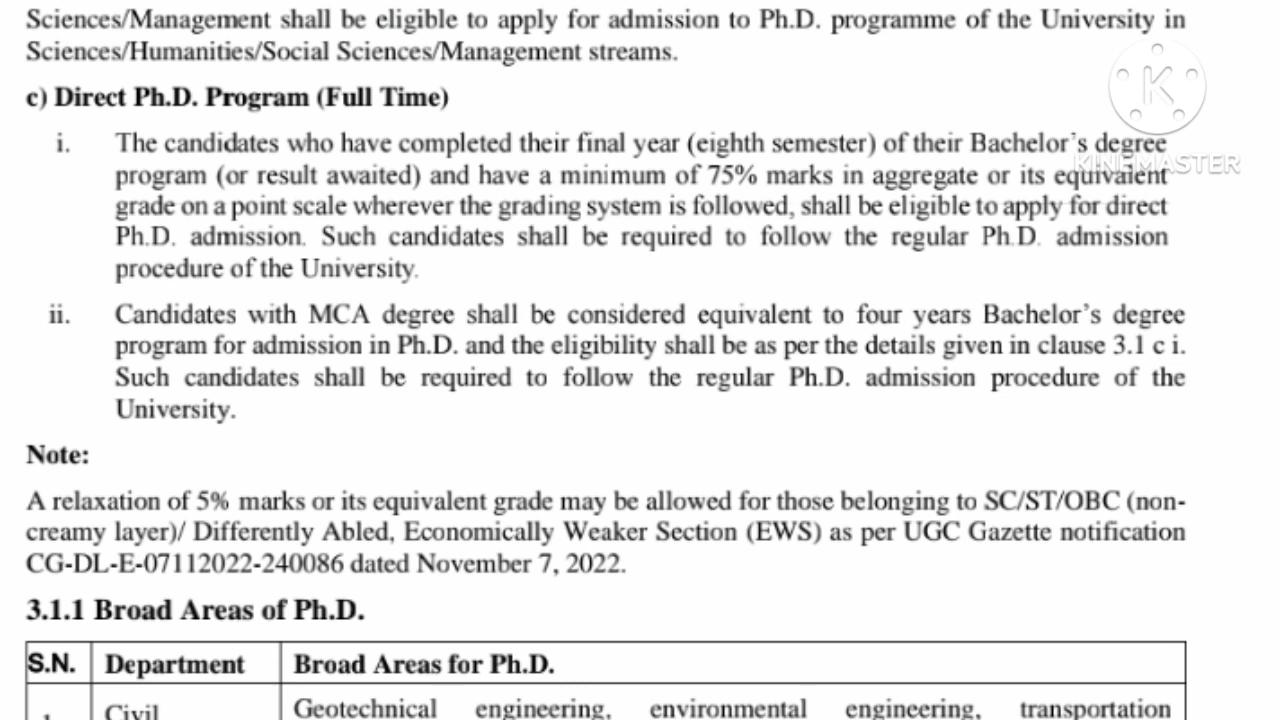 Sciences/Management shall be eligible to apply for admission to Ph.D. programme of the University in
Sciences/Humanities/Social Sciences/Management streams.
c) Direct Ph.D. Program (Full Time)
i. The candidates who have completed their final year (eighth semester) of their Bachelor's degree
program (or result awaited) and have a minimum of 75% marks in aggregate or its equivalent
grade on a point scale wherever the grading system is followed, shall be eligible to apply for direct
Ph.D. admission. Such candidates shall be required to follow the regular Ph.D. admission
procedure of the University.
ii. Candidates with MCA degree shall be considered equivalent to four years Bachelor's degree
program for admission in Ph.D. and the eligibility shall be as per the details given in clause 3.1 c i.
Such candidates shall be required to follow the regular Ph.D. admission procedure of the
University.
Note:
A relaxation of 5% marks or its equivalent grade may be allowed for those belonging to SC/ST/OBC (non-
creamy layer)/ Differently Abled, Economically Weaker Section (EWS) as per UGC Gazette notification
CG-DL-E-07112022-240086 dated November 7, 2022.
3.1.1 Broad Areas of Ph.D.
S.N. Department Broad Areas for Ph.D.
Civil Geotechnical engineering, environmental engineering, transportation
K
KINEMASTER